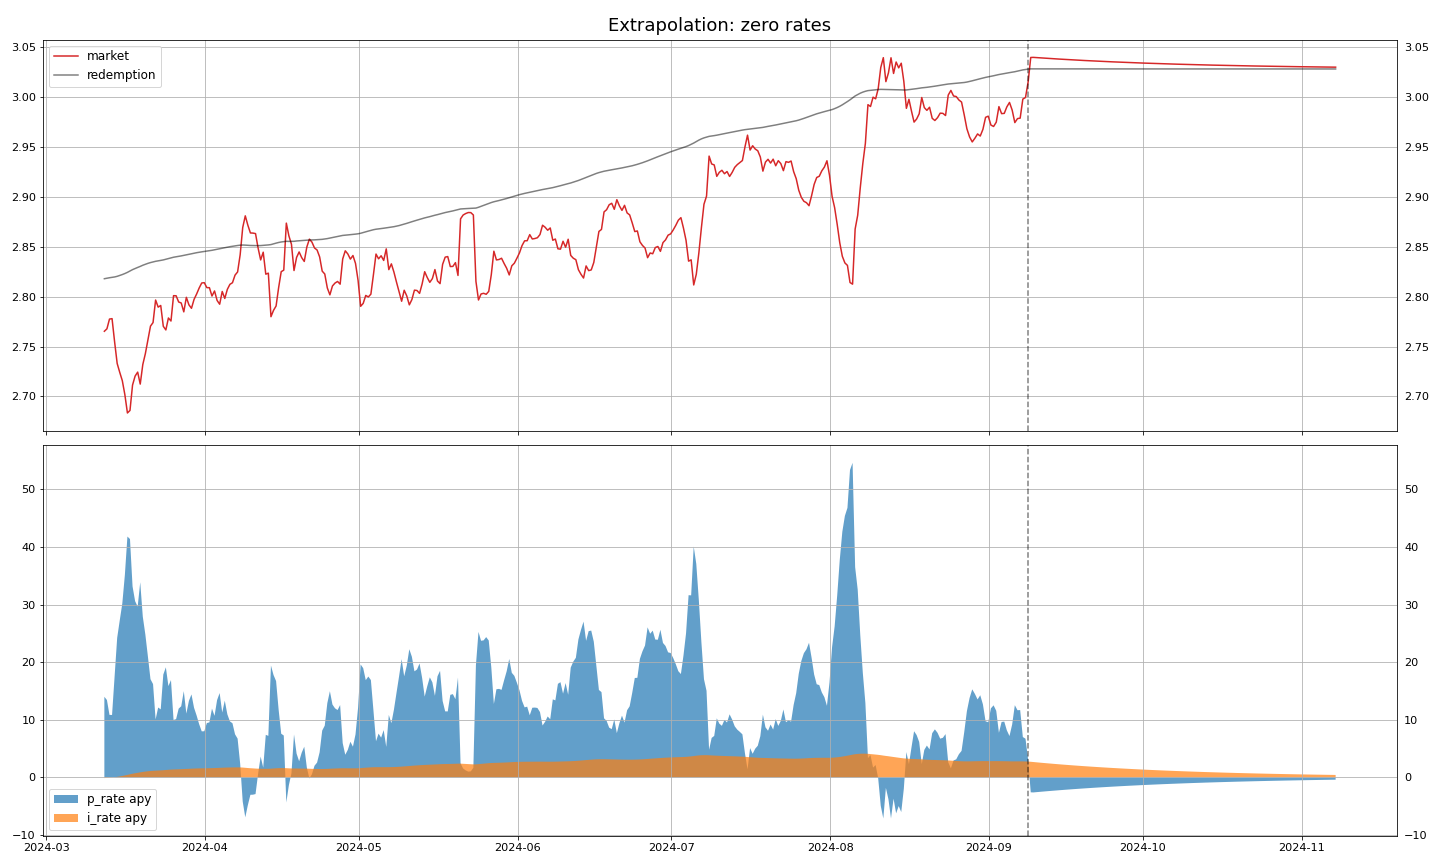 Extrapolation: zero rates
market
redemption
3.05 3.05
3.00 3.00
2.95 2.95
2.90 2.90
2.85 2.85
2.80 2.80
2.75 2.75
2.70 2.70
50 50
40 40
30 30
20 20
10 10
0 0
−10 −10
p_rate apy
i_rate apy
2024-03 2024-04 2024-05 2024-06 2024-07 2024-08 2024-09 2024-10 2024-11